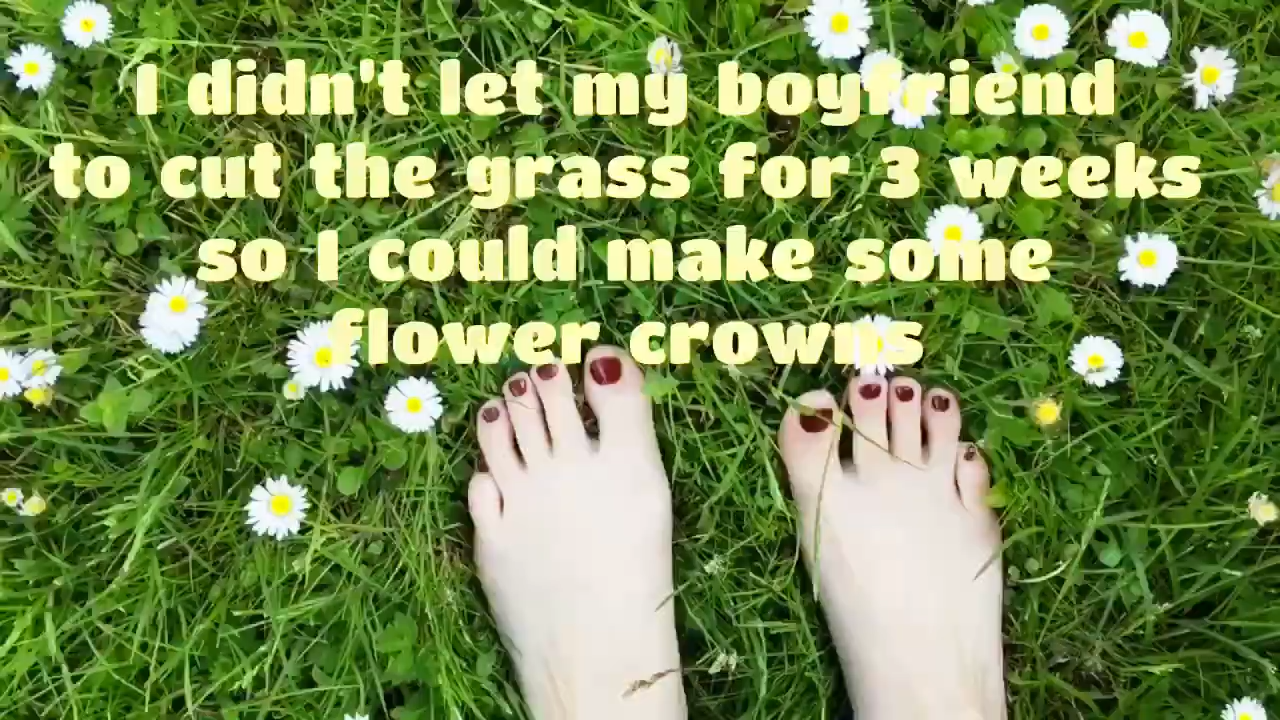 I didn't let my boyfriend
to cut the grass for 3 weeks
so I could make some
flower crowns